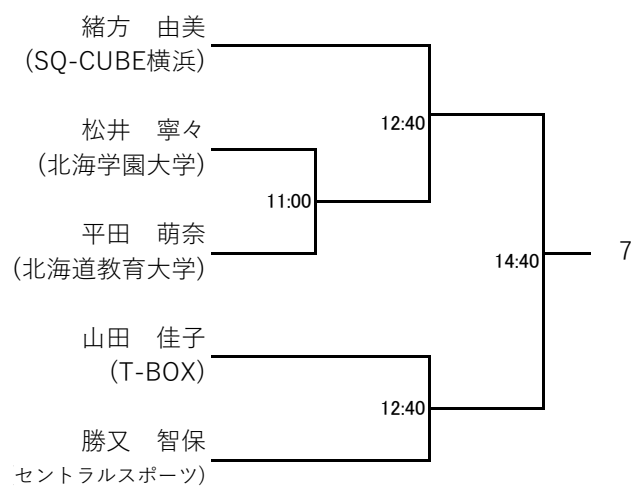 緒方　由美
(SQ-CUBE横浜)
12:40
松井　寧々
(北海学園大学)
11:00
平田　萌奈
(北海道教育大学)
14:40
7
山田　佳子
(T-BOX)
12:40
勝又　智保
セントラルスポーツ)